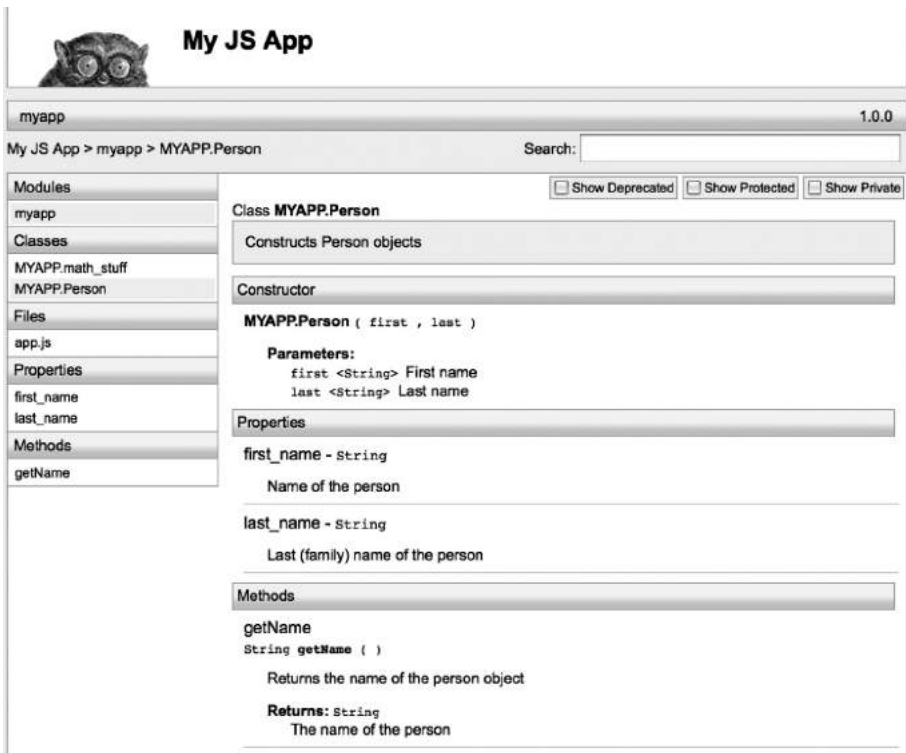 My JS App
myapp 1.0.0
My JS App > myapp > MYAPP.Person Search:
Modules
myapp
Classes
MYAPP.math_stuff
MYAPP.Person
Files
app.js
Properties
first_name
last_name
Methods
getName
Show Deprecated Show Protected Show Private
Class MYAPP.Person
Constructs Person objects
Constructor
MYAPP.Person ( first , last )
Parameters:
first <String> First name
last <String> Last name
Properties
first_name - String
Name of the person
last_name - String
Last (family) name of the person
Methods
getName
String getName ( )
Returns the name of the person object
Returns: String
The name of the person